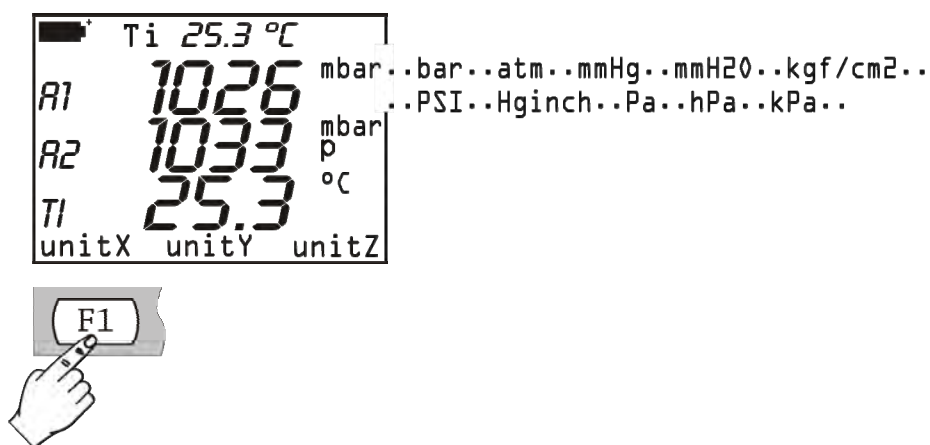 Ti 25.3 °C
A1 1026 mbar..bar..atm..mmHg..mmH20..kgf/cm2..
..PSI..Hginch..Pa..hPa..kPa..
A2 1033 mbar
p
TI 25.3 °C
unitX unitY unitZ
F1